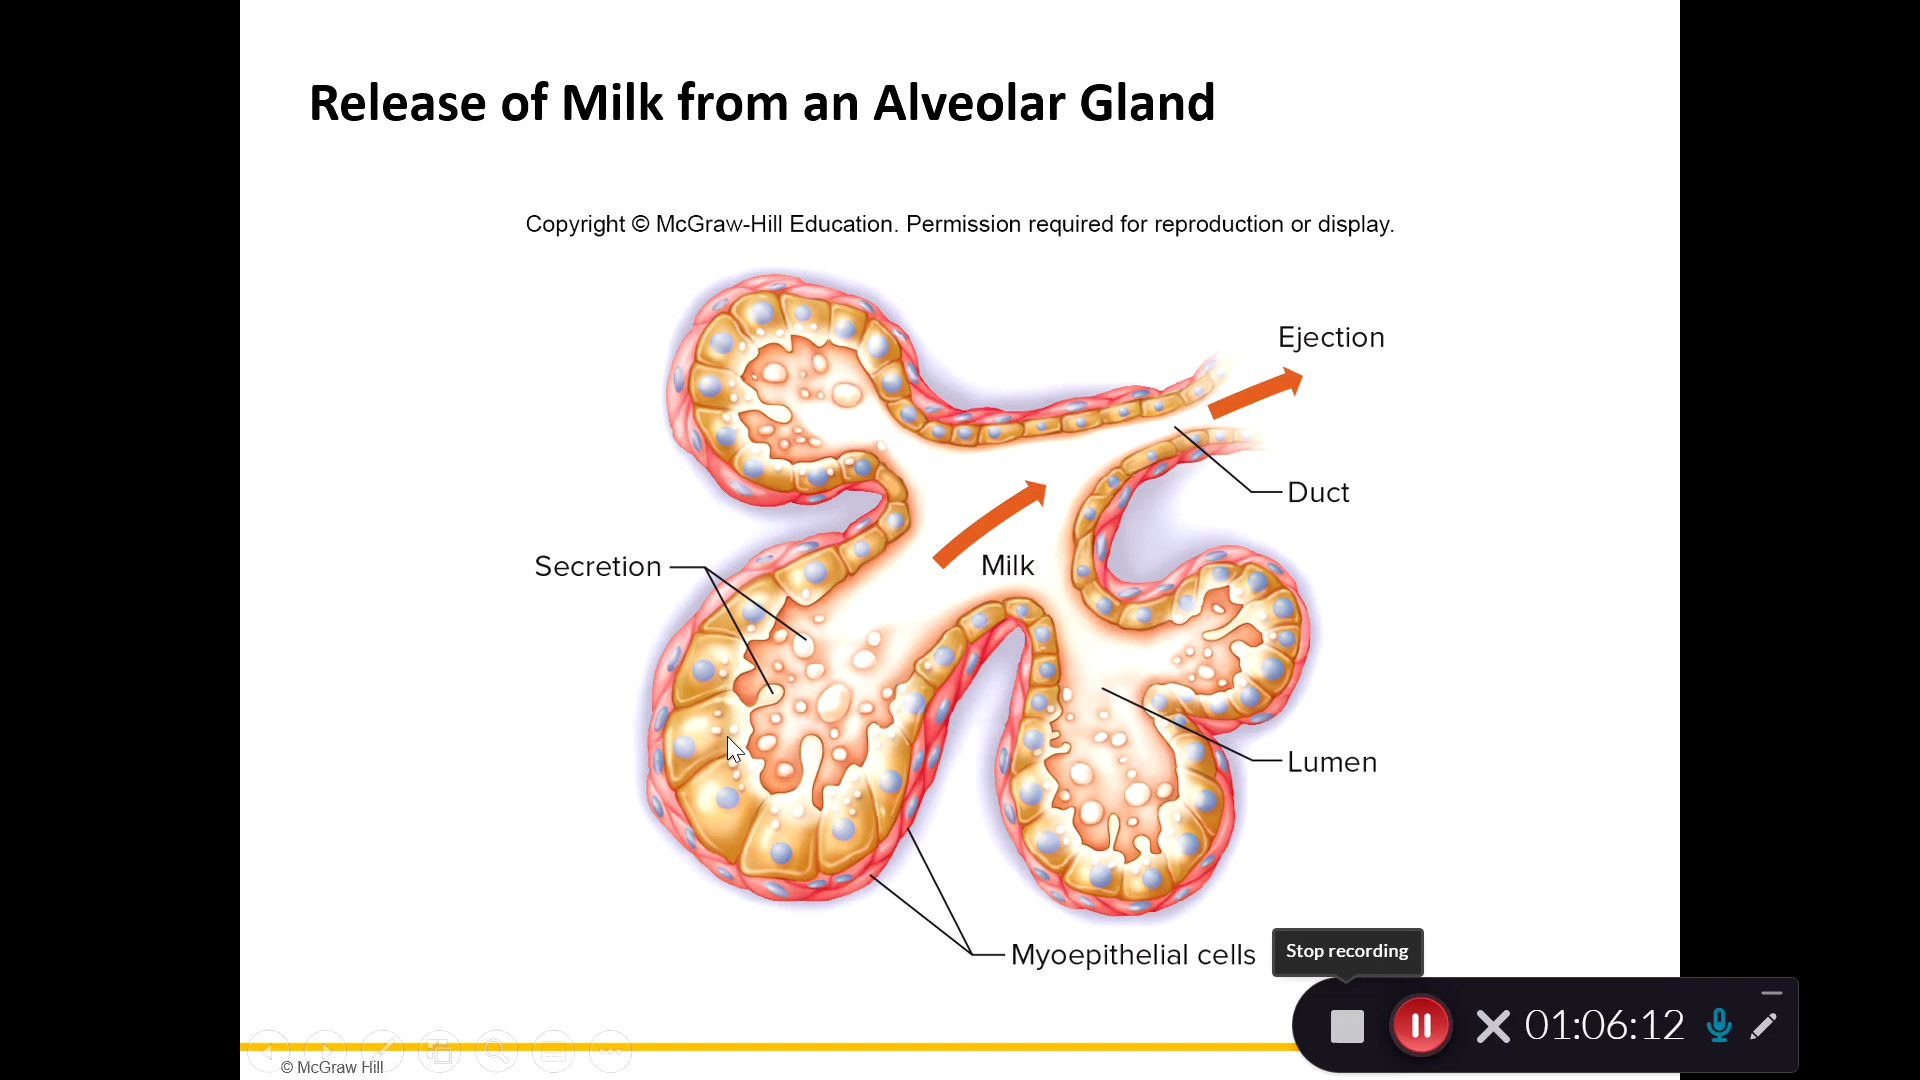 Release of Milk from an Alveolar Gland
Copyright © McGraw-Hill Education. Permission required for reproduction or display.
Ejection
Duct
Secretion
Milk
Lumen
Myoepithelial cells
Stop recording
01:06:12
© McGraw Hill